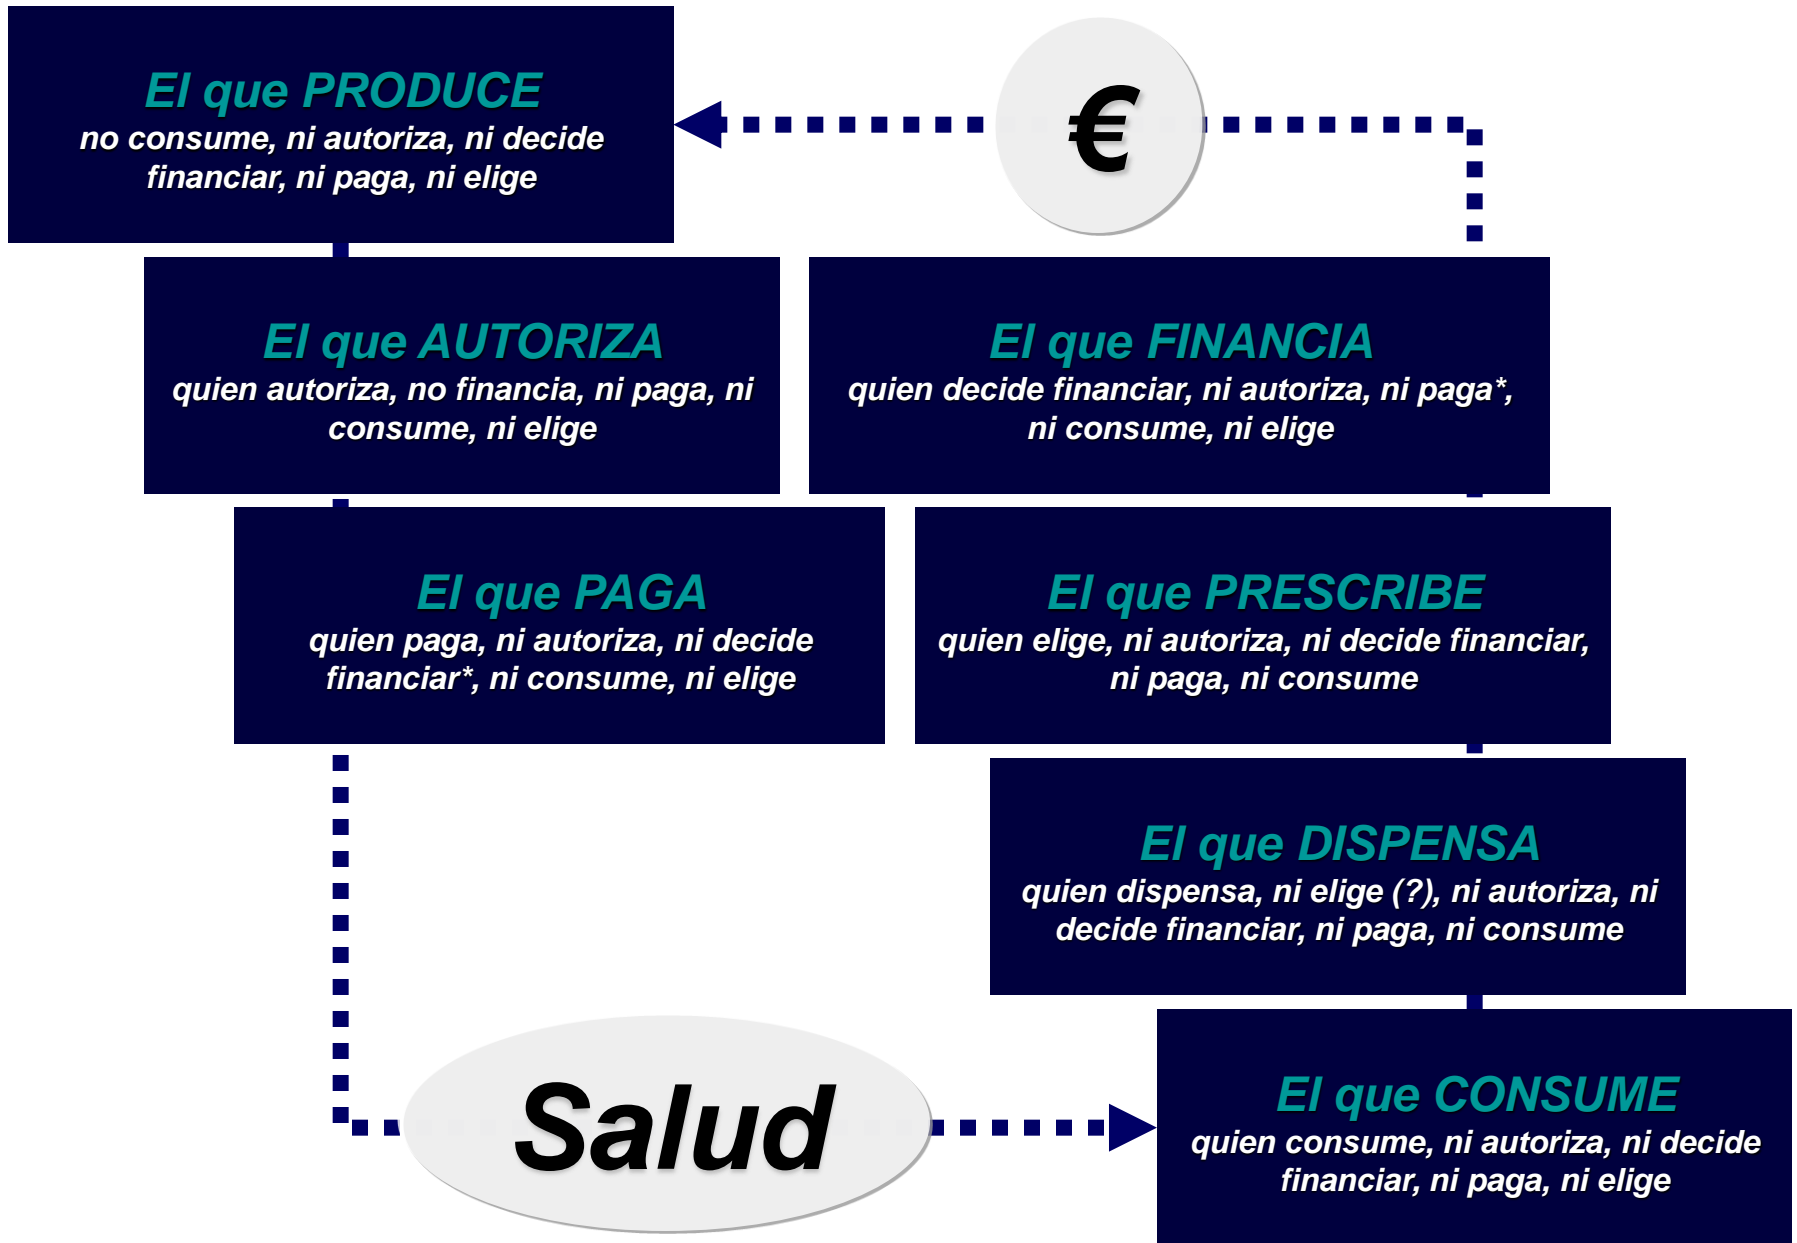 El que PRODUCE
no consume, ni autoriza, ni decide
financiar, ni paga, ni elige
€
El que AUTORIZA
quien autoriza, no financia, ni paga, ni
consume, ni elige
El que FINANCIA
quien decide financiar, ni autoriza, ni paga*,
ni consume, ni elige
El que PAGA
quien paga, ni autoriza, ni decide
financiar*, ni consume, ni elige
El que PRESCRIBE
quien elige, ni autoriza, ni decide financiar,
ni paga, ni consume
El que DISPENSA
quien dispensa, ni elige (?), ni autoriza, ni
decide financiar, ni paga, ni consume
Salud
El que CONSUME
quien consume, ni autoriza, ni decide
financiar, ni paga, ni elige